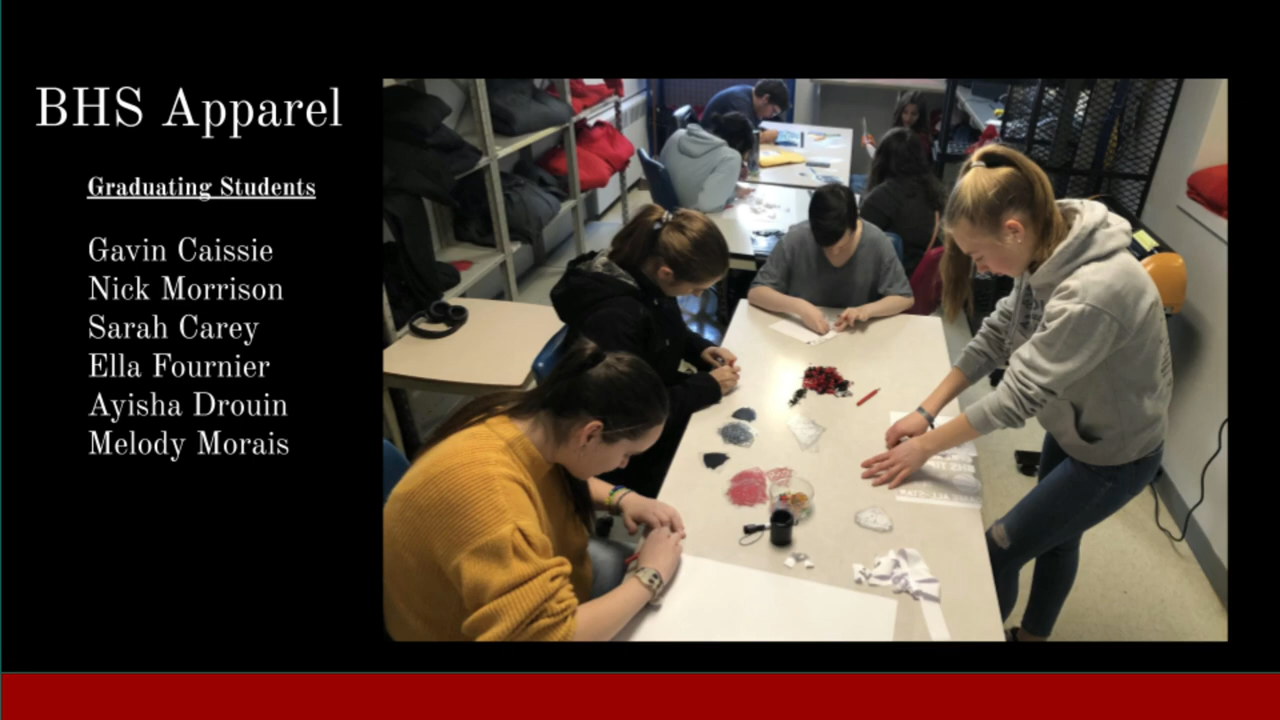 BHS Apparel
Graduating Students
Gavin Caissie
Nick Morrison
Sarah Carey
Ella Fournier
Ayisha Drouin
Melody Morais